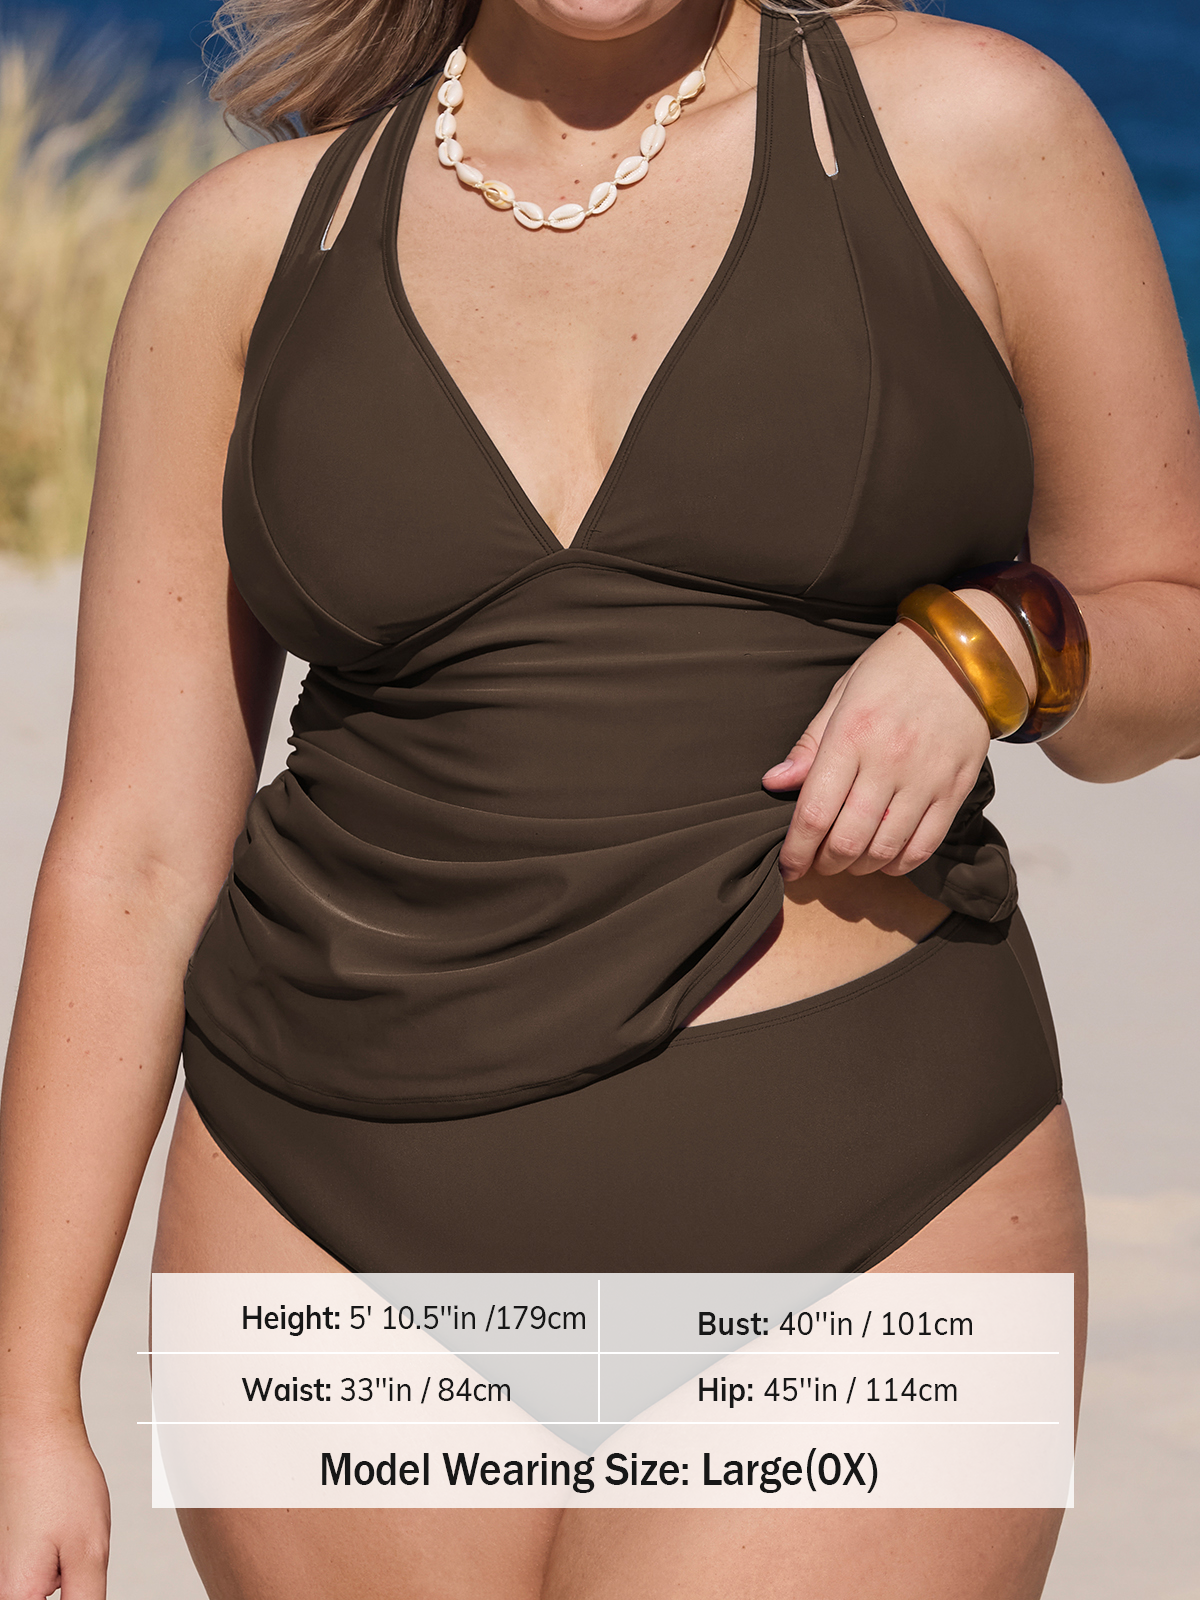 Height: 5' 10.5"in /179cm
Bust: 40"in / 101cm
Waist: 33"in / 84cm
Hip: 45"in / 114cm
Model Wearing Size: Large(0X)